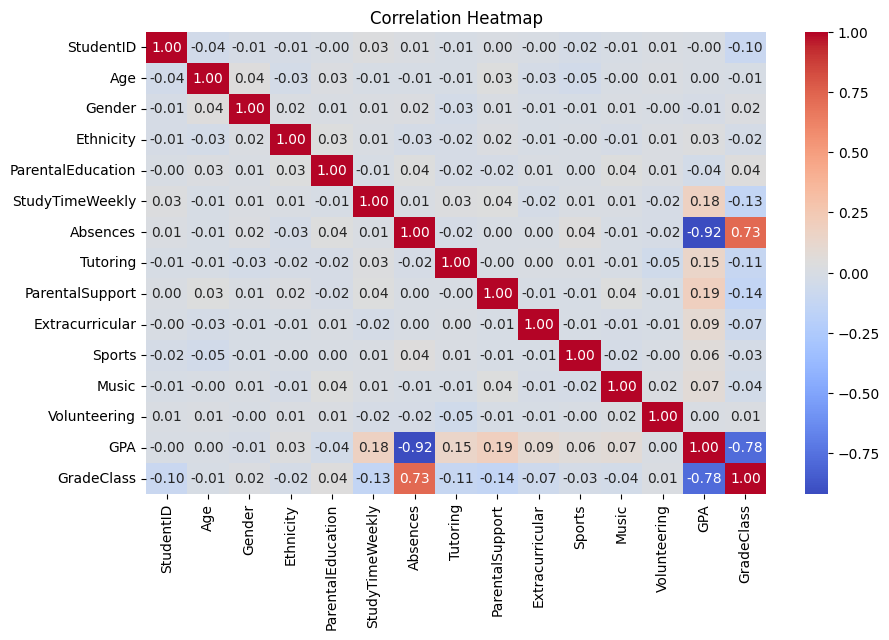 Correlation Heatmap
StudentID 1.00 -0.04 -0.01 -0.01 -0.00 0.03 0.01 -0.01 0.00 -0.00 -0.02 -0.01 0.01 -0.00 -0.10
Age -0.04 1.00 0.04 -0.03 0.03 -0.01 -0.01 -0.01 0.03 -0.03 -0.05 -0.00 0.01 0.00 -0.01
Gender -0.01 0.04 1.00 0.02 0.01 0.01 0.02 -0.03 0.01 -0.01 -0.01 0.01 -0.00 -0.01 0.02
Ethnicity -0.01 -0.03 0.02 1.00 0.03 0.01 -0.03 -0.02 0.02 -0.01 -0.00 -0.01 0.01 0.03 -0.02
ParentalEducation -0.00 0.03 0.01 0.03 1.00 -0.01 0.04 -0.02 -0.02 0.01 0.00 0.04 0.01 -0.04 0.04
StudyTimeWeekly 0.03 -0.01 0.01 0.01 -0.01 1.00 0.01 0.03 0.04 -0.02 0.01 0.01 -0.02 0.18 -0.13
Absences 0.01 -0.01 0.02 -0.03 0.04 0.01 1.00 -0.02 0.00 0.00 0.04 -0.01 -0.02 -0.92 0.73
Tutoring -0.01 -0.01 -0.03 -0.02 -0.02 0.03 -0.02 1.00 -0.00 0.00 0.01 -0.01 -0.05 0.15 -0.11
ParentalSupport 0.00 0.03 0.01 0.02 -0.02 0.04 0.00 -0.00 1.00 -0.01 -0.01 0.04 -0.01 0.19 -0.14
Extracurricular -0.00 -0.03 -0.01 -0.01 0.01 -0.02 0.00 0.00 -0.01 1.00 -0.01 -0.01 -0.01 0.09 -0.07
Sports -0.02 -0.05 -0.01 -0.00 0.00 0.01 0.04 0.01 -0.01 -0.01 1.00 -0.02 -0.00 0.06 -0.03
Music -0.01 -0.00 0.01 -0.01 0.04 0.01 -0.01 -0.01 0.04 -0.01 -0.02 1.00 0.02 0.07 -0.04
Volunteering 0.01 0.01 -0.00 0.01 0.01 -0.02 -0.02 -0.05 -0.01 -0.01 -0.00 0.02 1.00 0.00 0.01
GPA -0.00 0.00 -0.01 0.03 -0.04 0.18 -0.92 0.15 0.19 0.09 0.06 0.07 0.00 1.00 -0.78
GradeClass -0.10 -0.01 0.02 -0.02 0.04 -0.13 0.73 -0.11 -0.14 -0.07 -0.03 -0.04 0.01 -0.78 1.00
StudentID
Age
Gender
Ethnicity
ParentalEducation
StudyTimeWeekly
Absences
Tutoring
ParentalSupport
Extracurricular
Sports
Music
Volunteering
GPA
GradeClass
1.00
0.75
0.50
0.25
0.00
−0.25
−0.50
−0.75